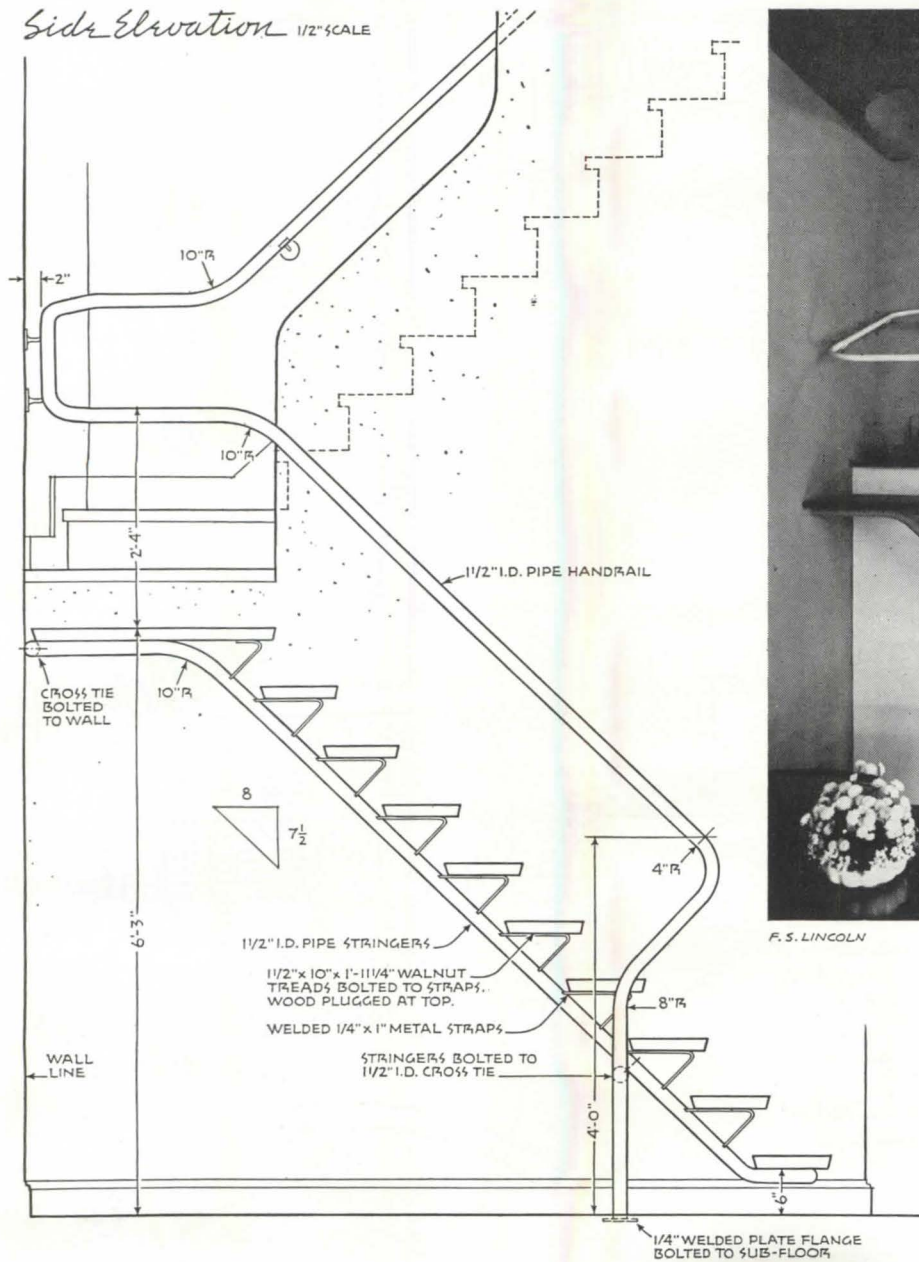 Side Elevation 1/2" SCALE
10"R
2"
10"R
2'-4"
1 1/2" I.D. PIPE HANDRAIL
CROSS TIE
BOLTED
TO WALL
10"R
8
7 1/2
4"R
F. S. LINCOLN
6'-3"
1 1/2" I.D. PIPE STRINGERS
1 1/2" x 10" x 1'-11 1/4" WALNUT
TREADS BOLTED TO STRAPS.
WOOD PLUGGED AT TOP.
WELDED 1/4" x 1" METAL STRAPS
8"R
STRINGERS BOLTED TO
1 1/2" I.D. CROSS TIE
WALL
LINE
4'-0"
6"
1/4" WELDED PLATE FLANGE
BOLTED TO SUB-FLOOR